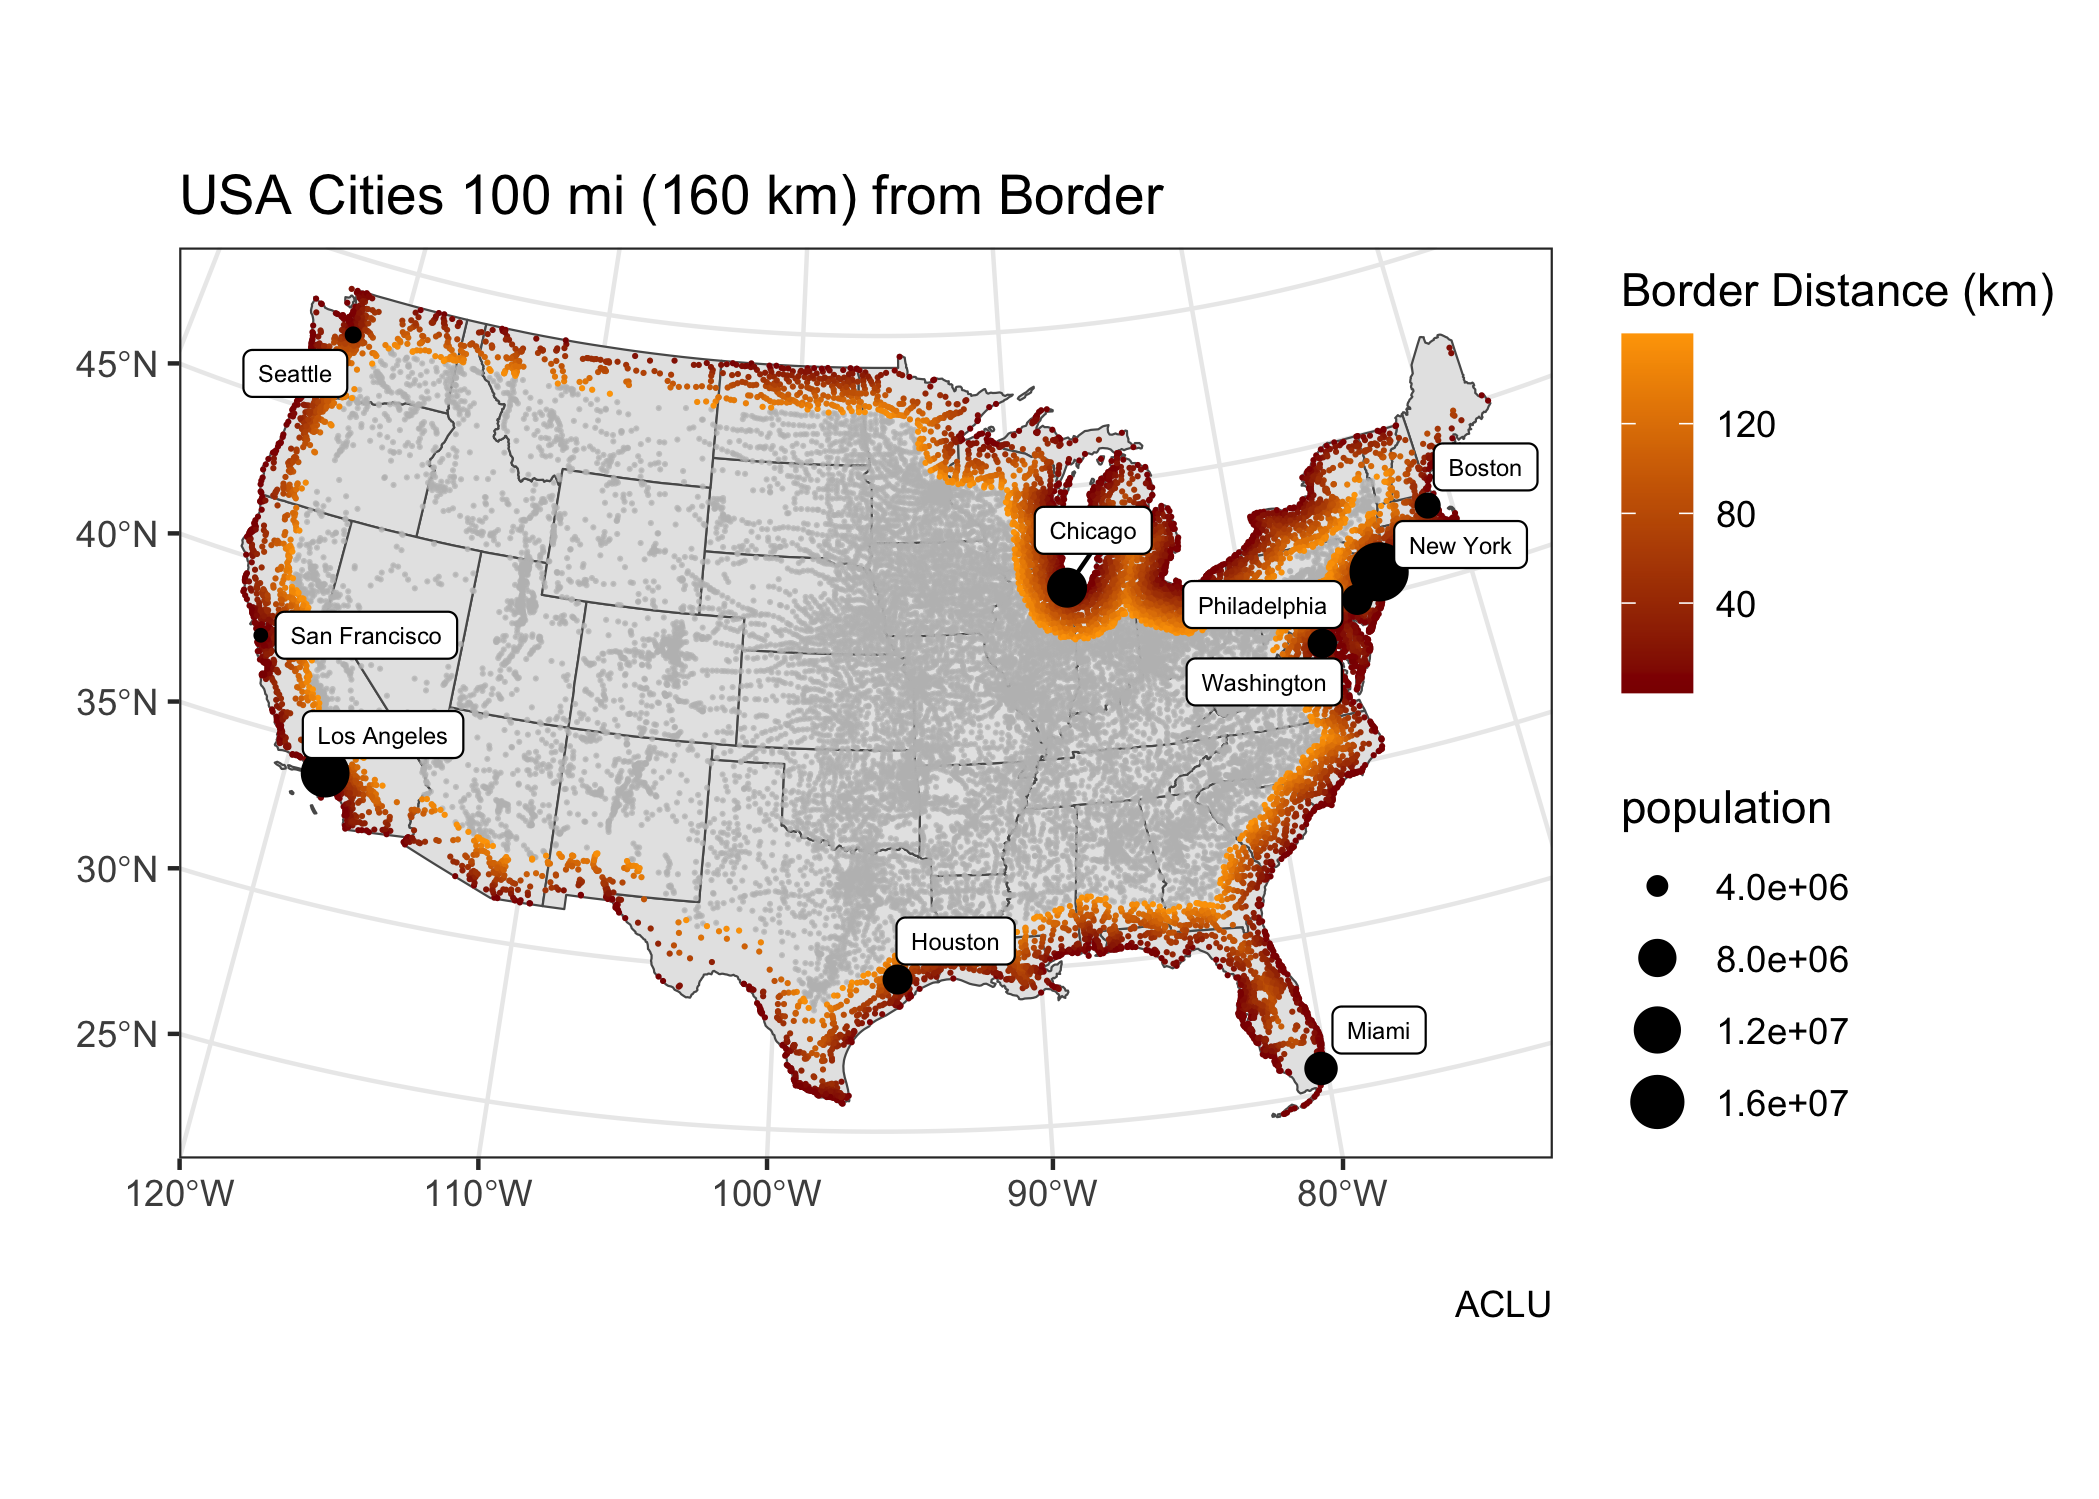 USA Cities 100 mi (160 km) from Border
45°N
40°N
35°N
30°N
25°N
120°W
110°W
100°W
90°W
80°W
Seattle
San Francisco
Los Angeles
Houston
Miami
Chicago
Boston
New York
Philadelphia
Washington
Border Distance (km)
120
80
40
population
4.0e+06
8.0e+06
1.2e+07
1.6e+07
ACLU